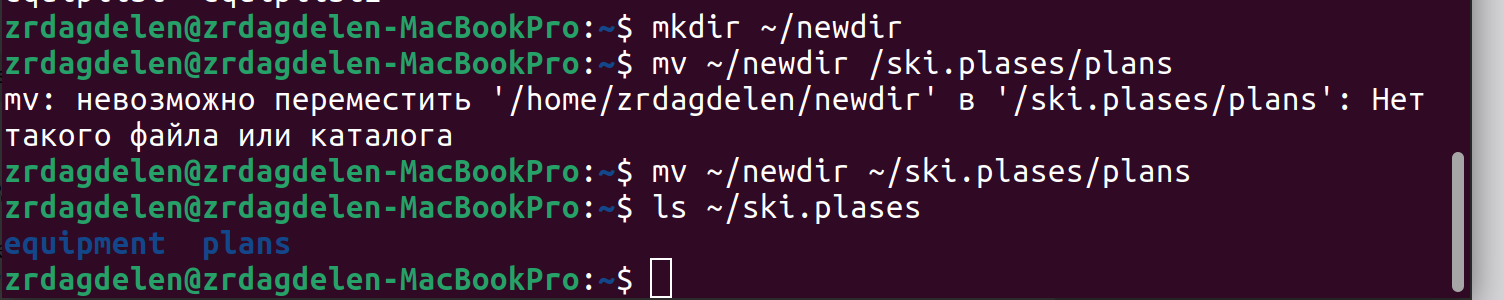 zrdagdelen@zrdagdelen-MacBookPro:~$ mkdir ~/newdir
zrdagdelen@zrdagdelen-MacBookPro:~$ mv ~/newdir /ski.plases/plans
mv: невозможно переместить '/home/zrdagdelen/newdir' в '/ski.plases/plans': Нет
такого файла или каталога
zrdagdelen@zrdagdelen-MacBookPro:~$ mv ~/newdir ~/ski.plases/plans
zrdagdelen@zrdagdelen-MacBookPro:~$ ls ~/ski.plases
equipment  plans
zrdagdelen@zrdagdelen-MacBookPro:~$